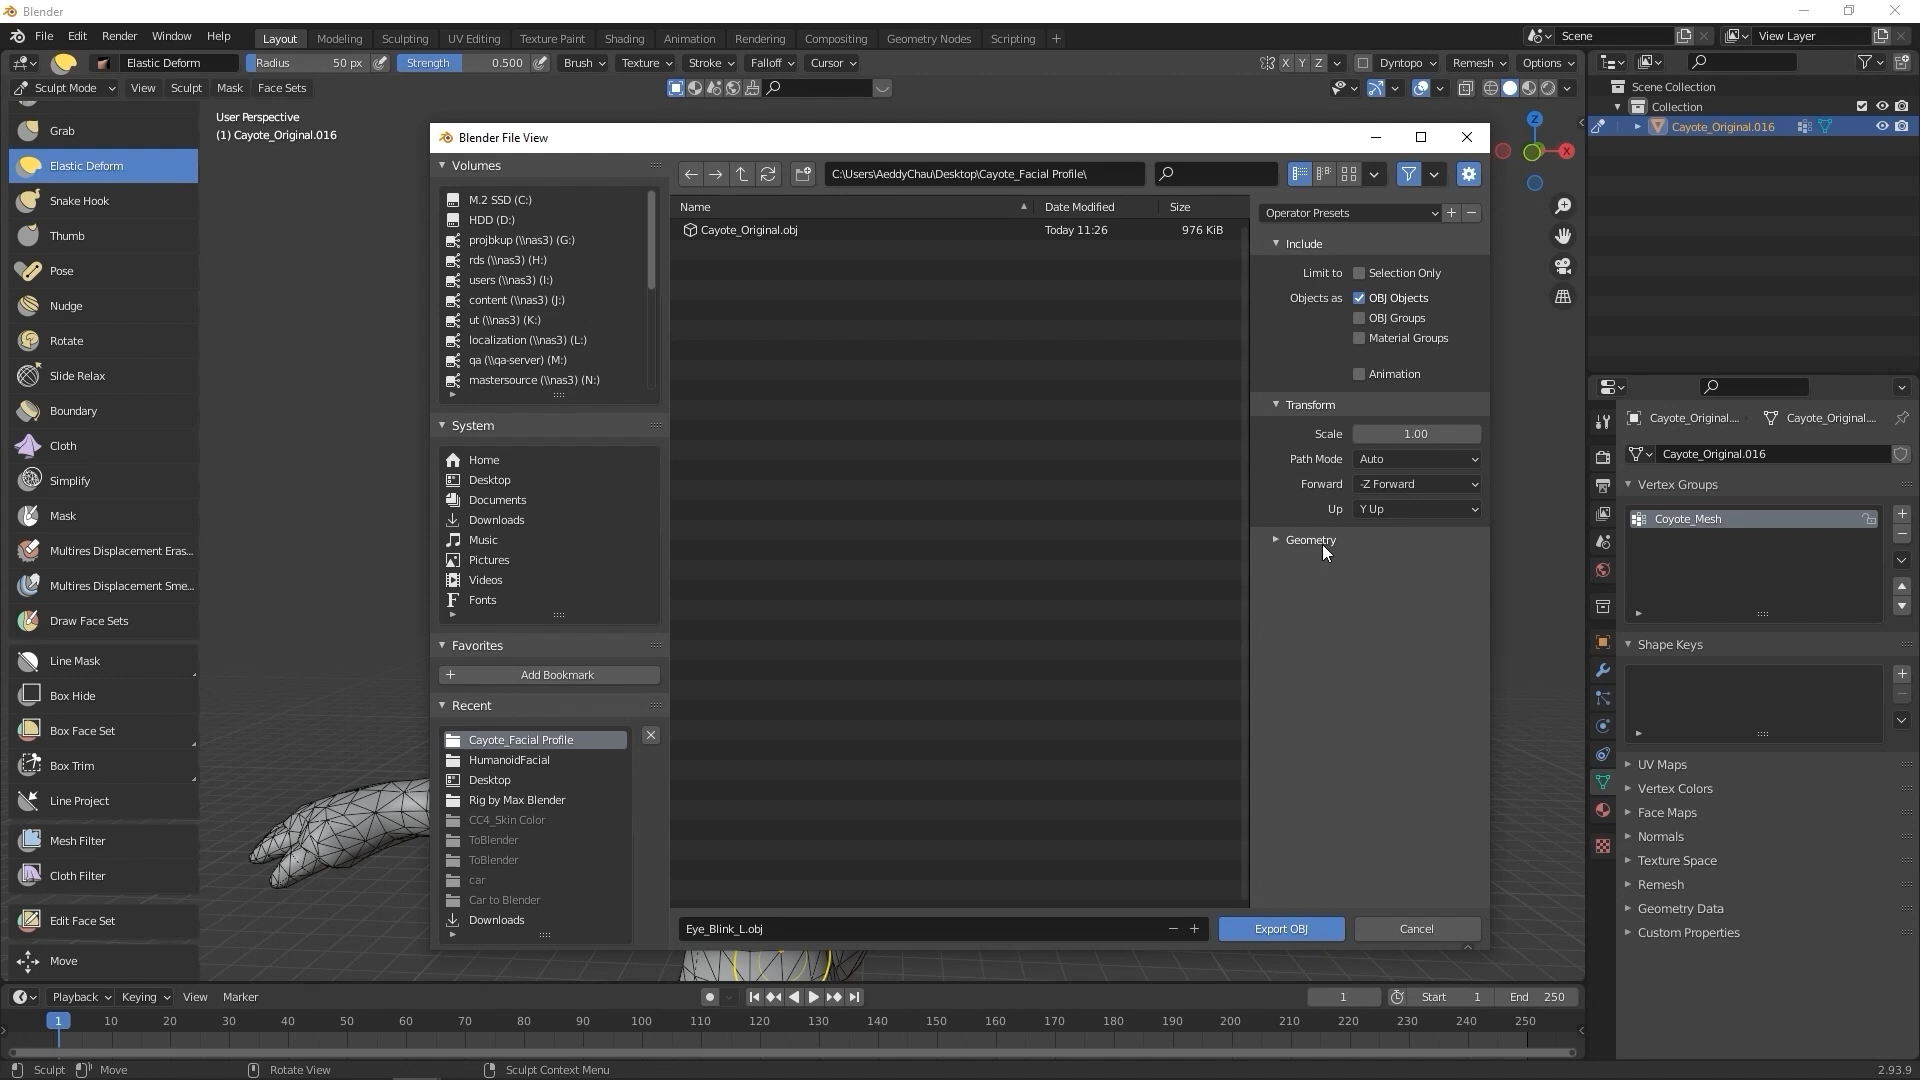 Blender
File Edit Render Window Help Layout Modeling Sculpting UV Editing Texture Paint Shading Animation Rendering Compositing Geometry Nodes Scripting + Scene View Layer
Elastic Deform Radius 50 px Strength 0.500 Brush Texture Stroke Falloff Cursor X Y Z Dyntopo Remesh Options
Sculpt Mode View Sculpt Mask Face Sets
User Perspective
(1) Cayote_Original.016
Grab
Elastic Deform
Snake Hook
Thumb
Pose
Nudge
Rotate
Slide Relax
Boundary
Cloth
Simplify
Mask
Multires Displacement Eras...
Multires Displacement Sme...
Draw Face Sets
Line Mask
Box Hide
Box Face Set
Box Trim
Line Project
Mesh Filter
Cloth Filter
Edit Face Set
Move
Blender File View
Volumes
M.2 SSD (C:)
HDD (D:)
projbkup (\\nas3) (G:)
rds (\\nas3) (H:)
users (\\nas3) (I:)
content (\\nas3) (J:)
ut (\\nas3) (K:)
localization (\\nas3) (L:)
qa (\\qa-server) (M:)
mastersource (\\nas3) (N:)
System
Home
Desktop
Documents
Downloads
Music
Pictures
Videos
Fonts
Favorites
+ Add Bookmark
Recent
Cayote_Facial Profile
HumanoidFacial
Desktop
Rig by Max Blender
CC4_Skin Color
ToBlender
ToBlender
car
Car to Blender
Downloads
C:\Users\AeddyChau\Desktop\Cayote_Facial Profile\
Name Date Modified Size
Cayote_Original.obj Today 11:26 976 KiB
Eye_Blink_L.obj
Export OBJ Cancel
Operator Presets
Include
Limit to Selection Only
Objects as OBJ Objects
OBJ Groups
Material Groups
Animation
Transform
Scale 1.00
Path Mode Auto
Forward -Z Forward
Up Y Up
Geometry
Z
X
Scene Collection
Collection
Cayote_Original.016
Cayote_Original.... Cayote_Original....
Cayote_Original.016
Vertex Groups
Coyote_Mesh
Shape Keys
UV Maps
Vertex Colors
Face Maps
Normals
Texture Space
Remesh
Geometry Data
Custom Properties
Playback Keying View Marker 1 Start 1 End 250
1 10 20 30 40 50 60 70 80 90 100 110 120 130 140 150 160 170 180 190 200 210 220 230 240 250
Sculpt Move Rotate View Sculpt Context Menu 2.93.9